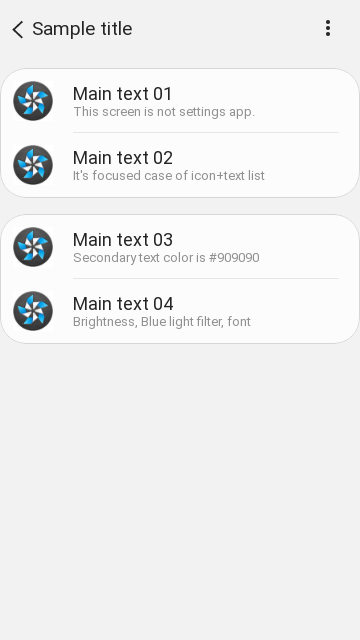 Sample title
Main text 01
This screen is not settings app.
Main text 02
It's focused case of icon+text list
Main text 03
Secondary text color is #909090
Main text 04
Brightness, Blue light filter, font